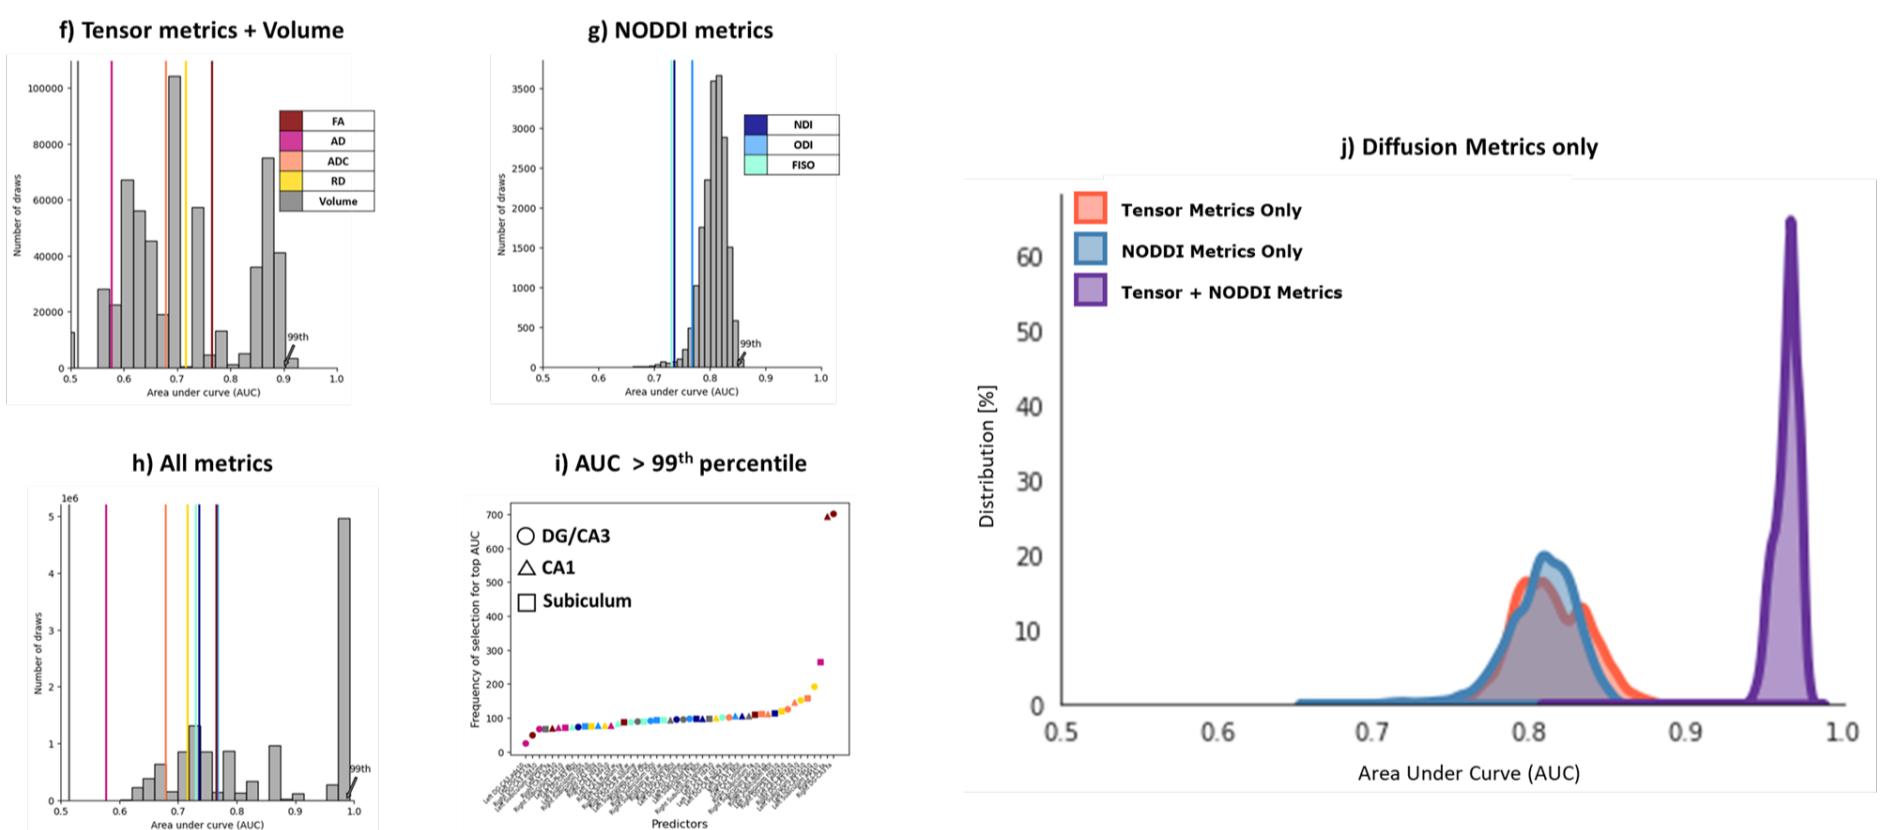 f) Tensor metrics + Volume
100000
80000
60000
40000
20000
0
Number of draws
0.5 0.6 0.7 0.8 0.9 1.0
Area under curve (AUC)
99th
FA
AD
ADC
RD
Volume
g) NODDI metrics
3500
3000
2500
2000
1500
1000
500
0
Number of draws
0.5 0.6 0.7 0.8 0.9 1.0
Area under curve (AUC)
99th
NDI
ODI
FISO
h) All metrics
1e6
5
4
3
2
1
0
Number of draws
0.5 0.6 0.7 0.8 0.9 1.0
Area under curve (AUC)
99th
i) AUC > 99th percentile
700
600
500
400
300
200
100
0
Frequency of selection for top AUC
DG/CA3
CA1
Subiculum
Predictors
j) Diffusion Metrics only
Tensor Metrics Only
NODDI Metrics Only
Tensor + NODDI Metrics
60
50
40
30
20
10
0
Distribution [%]
0.5 0.6 0.7 0.8 0.9 1.0
Area Under Curve (AUC)